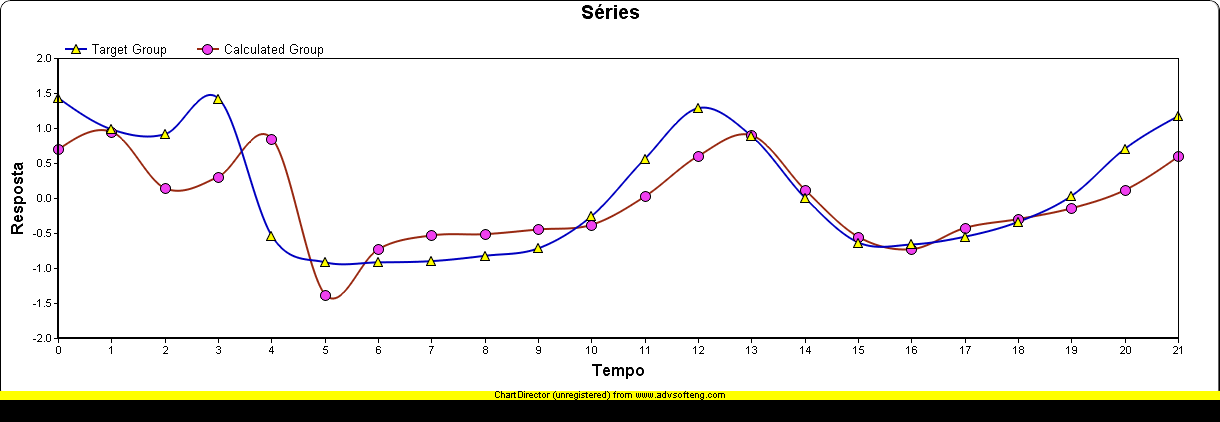 Séries
Target Group
Calculated Group
2.0
1.5
1.0
0.5
0.0
-0.5
-1.0
-1.5
-2.0
Resposta
0 1 2 3 4 5 6 7 8 9 10 11 12 13 14 15 16 17 18 19 20 21
Tempo
ChartDirector (unregistered) from www.advsofteng.com